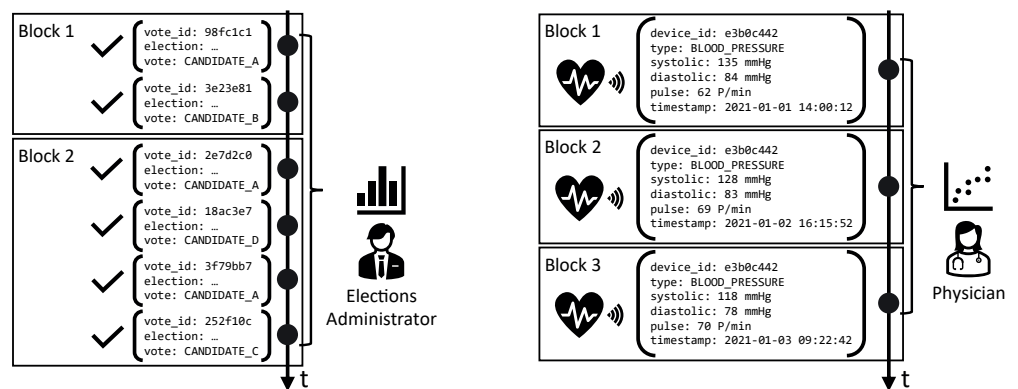 Block 1
vote_id: 98fc1c1
election: …
vote: CANDIDATE_A
vote_id: 3e23e81
election: …
vote: CANDIDATE_B
Block 2
vote_id: 2e7d2c0
election: …
vote: CANDIDATE_A
vote_id: 18ac3e7
election: …
vote: CANDIDATE_D
vote_id: 3f79bb7
election: …
vote: CANDIDATE_A
vote_id: 252f10c
election: …
vote: CANDIDATE_C
t
Elections
Administrator
Block 1
device_id: e3b0c442
type: BLOOD_PRESSURE
systolic: 135 mmHg
diastolic: 84 mmHg
pulse: 62 P/min
timestamp: 2021-01-01 14:00:12
Block 2
device_id: e3b0c442
type: BLOOD_PRESSURE
systolic: 128 mmHg
diastolic: 83 mmHg
pulse: 69 P/min
timestamp: 2021-01-02 16:15:52
Block 3
device_id: e3b0c442
type: BLOOD_PRESSURE
systolic: 118 mmHg
diastolic: 78 mmHg
pulse: 70 P/min
timestamp: 2021-01-03 09:22:42
t
Physician